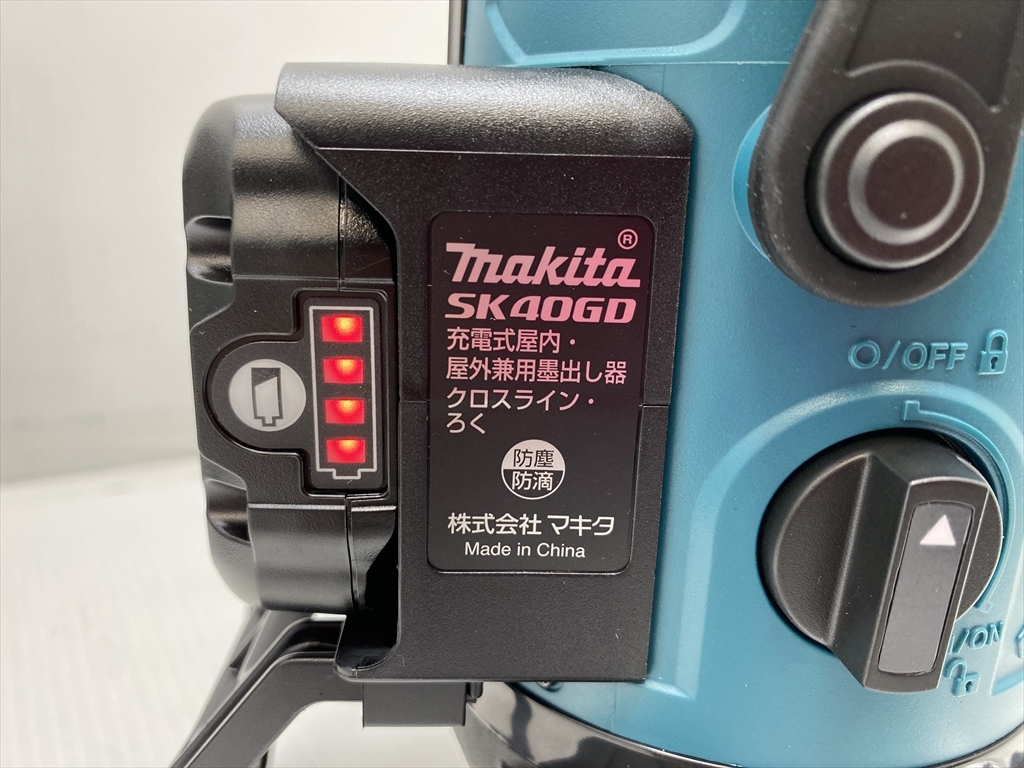 makita®
SK40GD
充電式屋内・
屋外兼用墨出し器
クロスライン・
ろく
防塵
防滴
株式会社 マキタ
Made in China
O/OFF
/ON